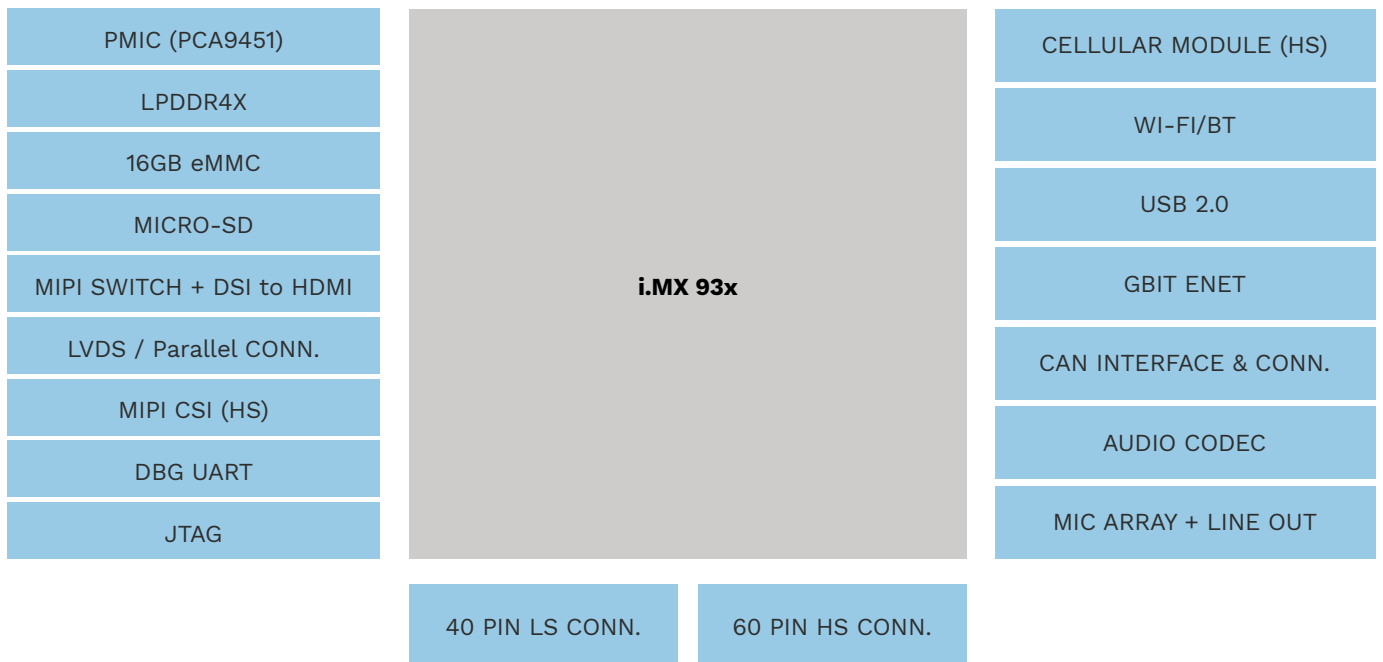 PMIC (PCA9451)
LPDDR4X
16GB eMMC
MICRO-SD
MIPI SWITCH + DSI to HDMI
LVDS / Parallel CONN.
MIPI CSI (HS)
DBG UART
JTAG
i.MX 93x
CELLULAR MODULE (HS)
WI-FI/BT
USB 2.0
GBIT ENET
CAN INTERFACE & CONN.
AUDIO CODEC
MIC ARRAY + LINE OUT
40 PIN LS CONN.
60 PIN HS CONN.